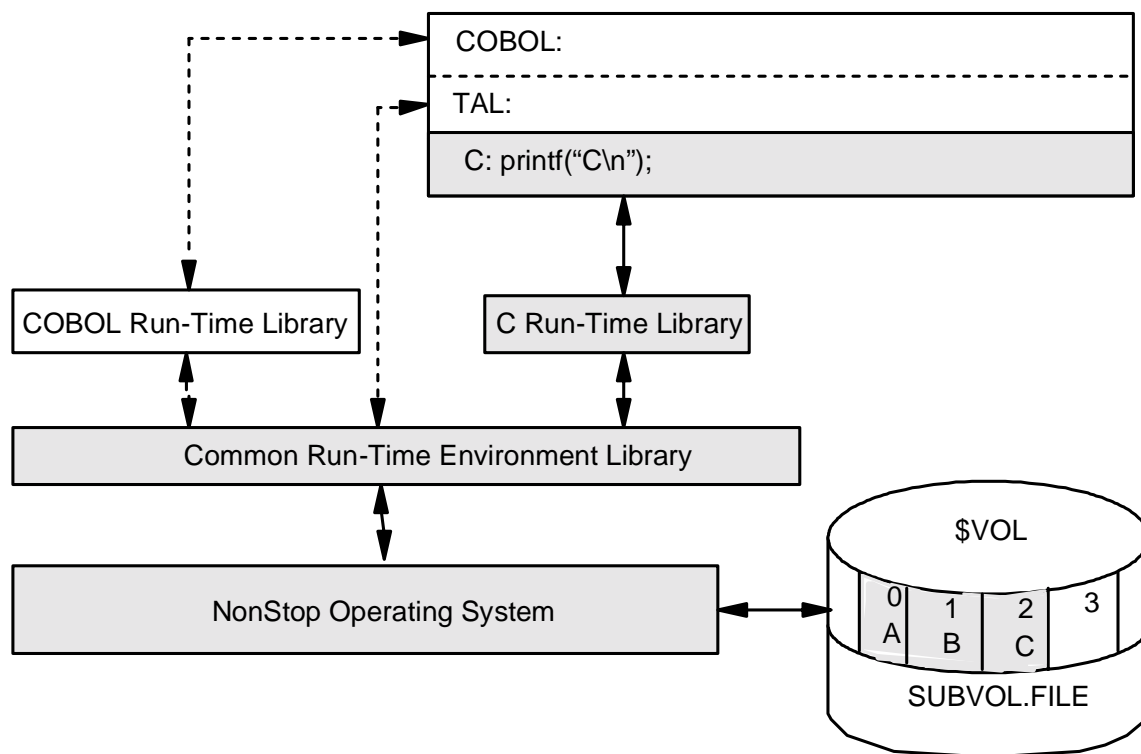 COBOL:
TAL:
C: printf(“C\n”);
COBOL Run-Time Library
C Run-Time Library
Common Run-Time Environment Library
NonStop Operating System
$VOL
0 1 2 3
A B C
SUBVOL.FILE